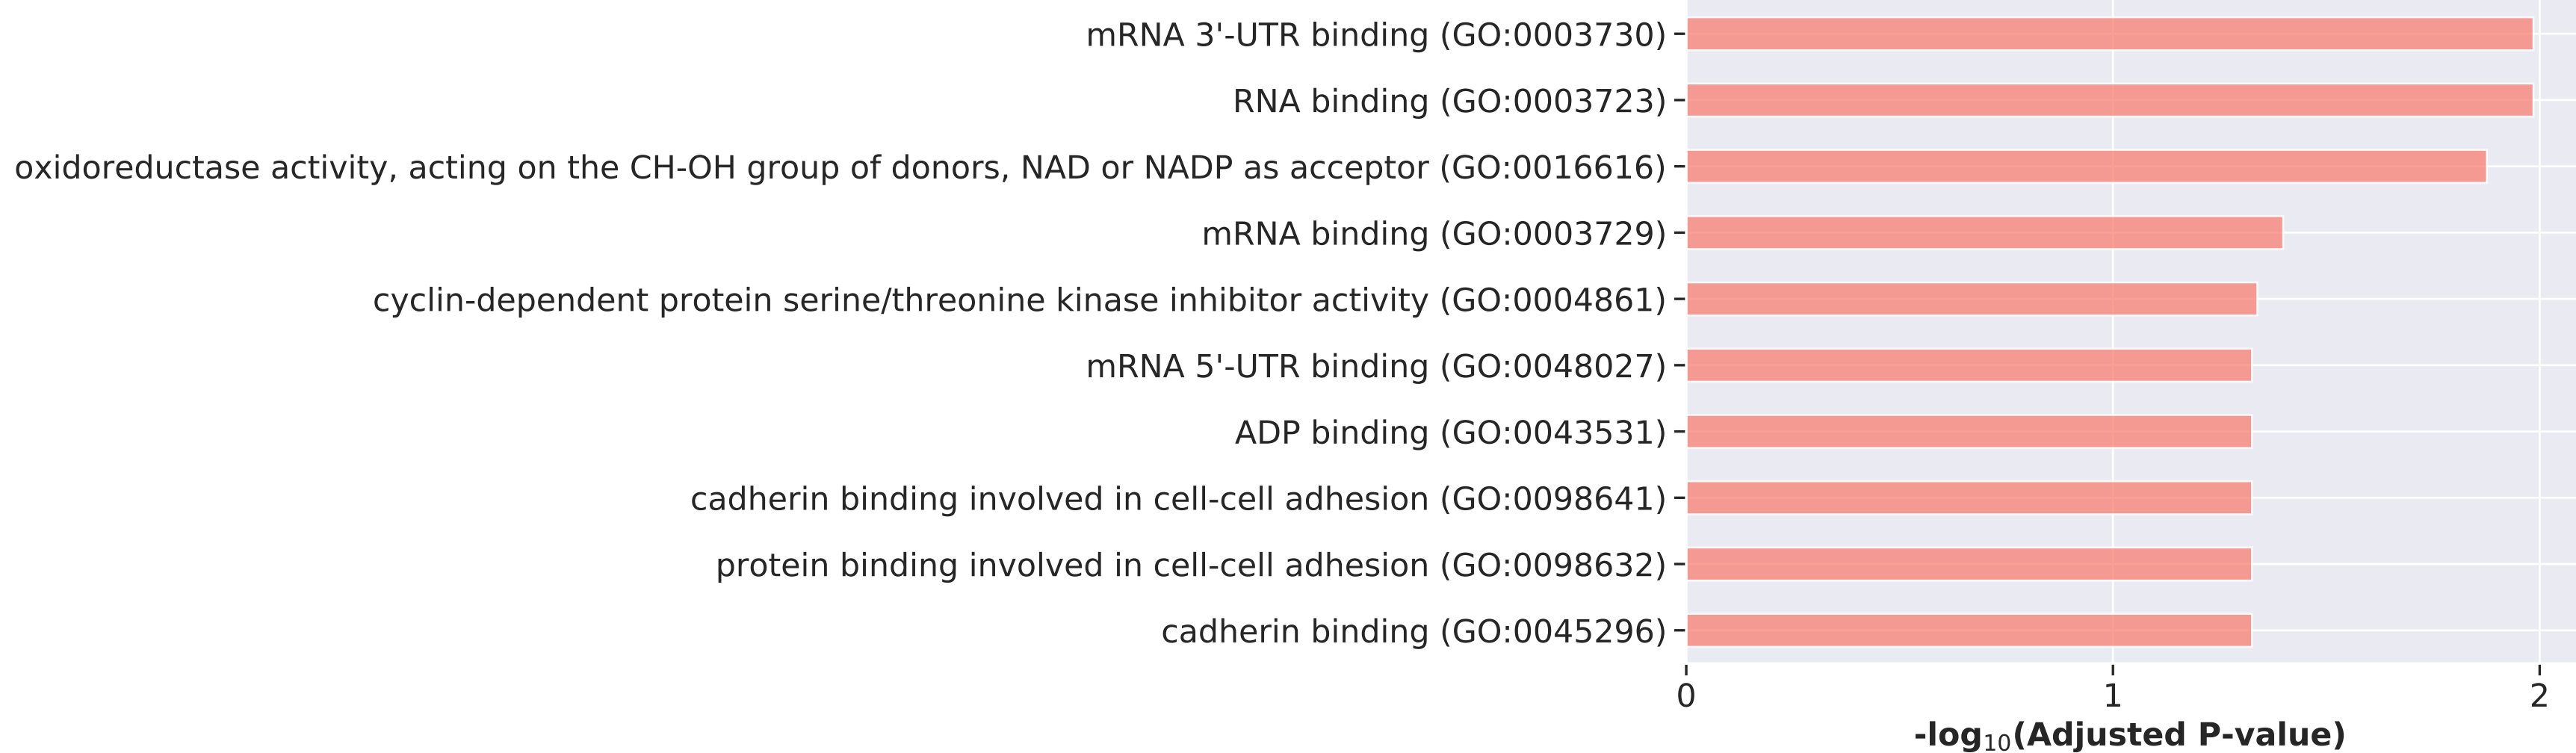 mRNA 3'-UTR binding (GO:0003730)
RNA binding (GO:0003723)
oxidoreductase activity, acting on the CH-OH group of donors, NAD or NADP as acceptor (GO:0016616)
mRNA binding (GO:0003729)
cyclin-dependent protein serine/threonine kinase inhibitor activity (GO:0004861)
mRNA 5'-UTR binding (GO:0048027)
ADP binding (GO:0043531)
cadherin binding involved in cell-cell adhesion (GO:0098641)
protein binding involved in cell-cell adhesion (GO:0098632)
cadherin binding (GO:0045296)
0 1 2
-log₁₀(Adjusted P-value)